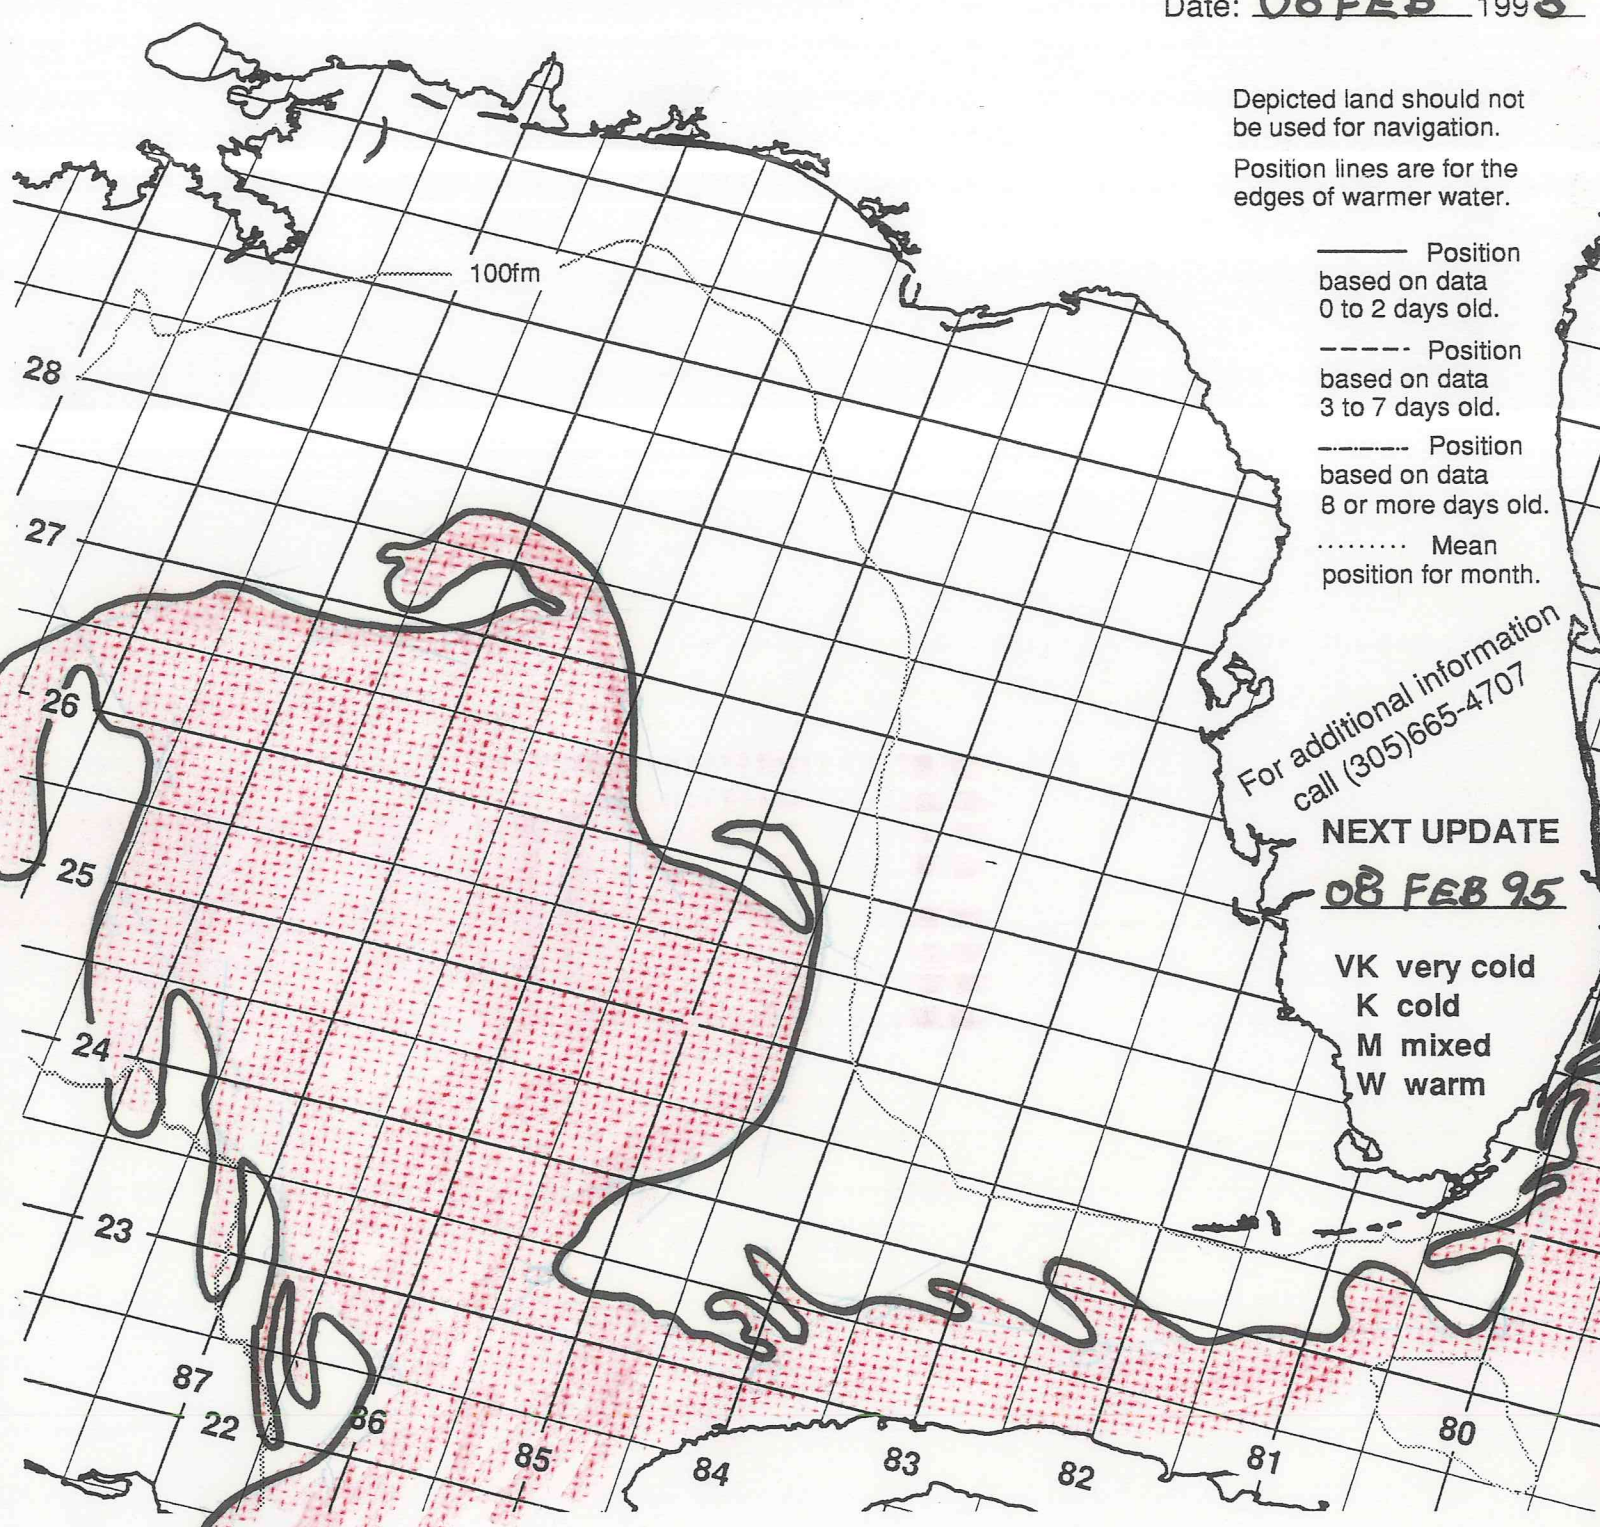 Date: 06 FEB 1995
Depicted land should not
be used for navigation.
Position lines are for the
edges of warmer water.
Position
based on data
0 to 2 days old.
Position
based on data
3 to 7 days old.
Position
based on data
8 or more days old.
Mean
position for month.
For additional information
call (305)665-4707
NEXT UPDATE
08 FEB 95
VK very cold
K cold
M mixed
W warm
100fm
28
27
26
25
24
23
87
22
86
85
84
83
82
81
80